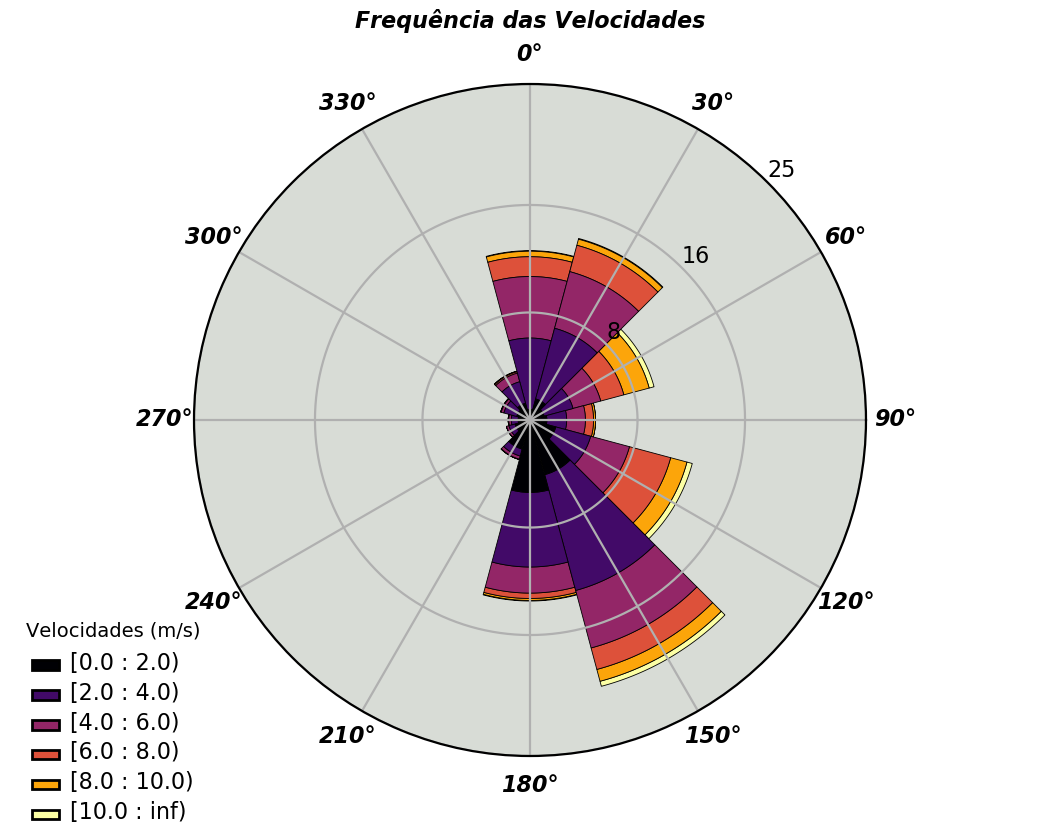 Frequência das Velocidades
0°
330°
30°
25
300°
60°
16
8
270°
90°
240°
120°
210°
150°
180°
Velocidades (m/s)
[0.0 : 2.0)
[2.0 : 4.0)
[4.0 : 6.0)
[6.0 : 8.0)
[8.0 : 10.0)
[10.0 : inf)